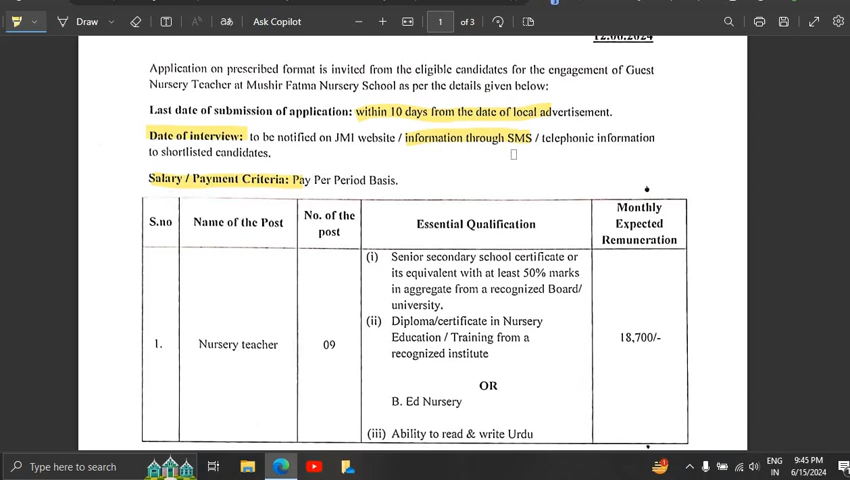 Draw
Ask Copilot
1 of 3
12.06.2024
Application on prescribed format is invited from the eligible candidates for the engagement of Guest
Nursery Teacher at Mushir Fatma Nursery School as per the details given below:
Last date of submission of application: within 10 days from the date of local advertisement.
Date of interview: to be notified on JMI website / information through SMS / telephonic information
to shortlisted candidates.
Salary / Payment Criteria: Pay Per Period Basis.
S.no
Name of the Post
No. of the
post
Essential Qualification
Monthly
Expected
Remuneration
1.
Nursery teacher
09
(i) Senior secondary school certificate or
its equivalent with at least 50% marks
in aggregate from a recognized Board/
university.
(ii) Diploma/certificate in Nursery
Education / Training from a
recognized institute
OR
B. Ed Nursery
(iii) Ability to read & write Urdu
18,700/-
Type here to search
ENG
IN
9:45 PM
6/15/2024